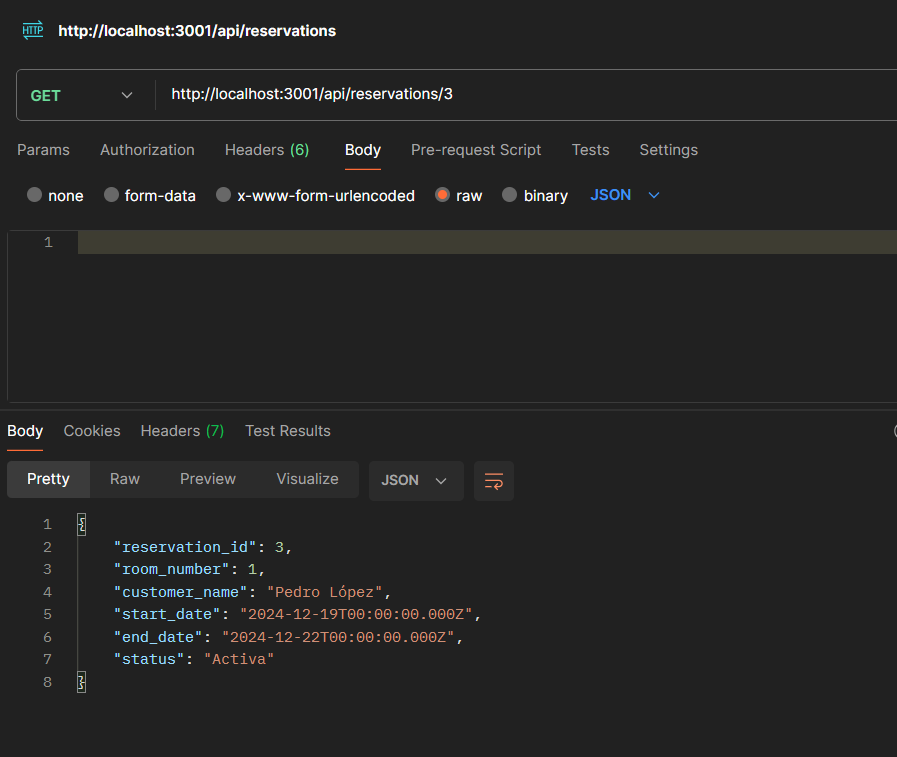 HTTP http://localhost:3001/api/reservations
GET http://localhost:3001/api/reservations/3
Params Authorization Headers (6) Body Pre-request Script Tests Settings
none form-data x-www-form-urlencoded raw binary JSON
1
Body Cookies Headers (7) Test Results
Pretty Raw Preview Visualize JSON
1 {
2 "reservation_id": 3,
3 "room_number": 1,
4 "customer_name": "Pedro López",
5 "start_date": "2024-12-19T00:00:00.000Z",
6 "end_date": "2024-12-22T00:00:00.000Z",
7 "status": "Activa"
8 }